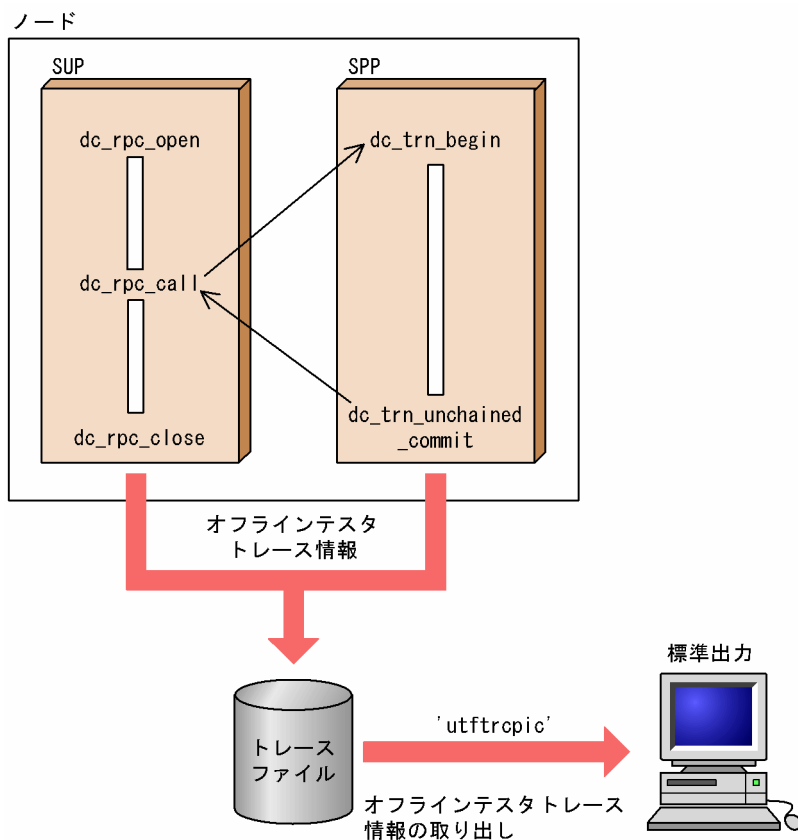 ノード
SUP
SPP
dc_rpc_open
dc_trn_begin
dc_rpc_call
dc_rpc_close
dc_trn_unchained
_commit
オフラインテスタ
トレース情報
標準出力
トレース
ファイル
'utftrcpic'
オフラインテスタトレース
情報の取り出し